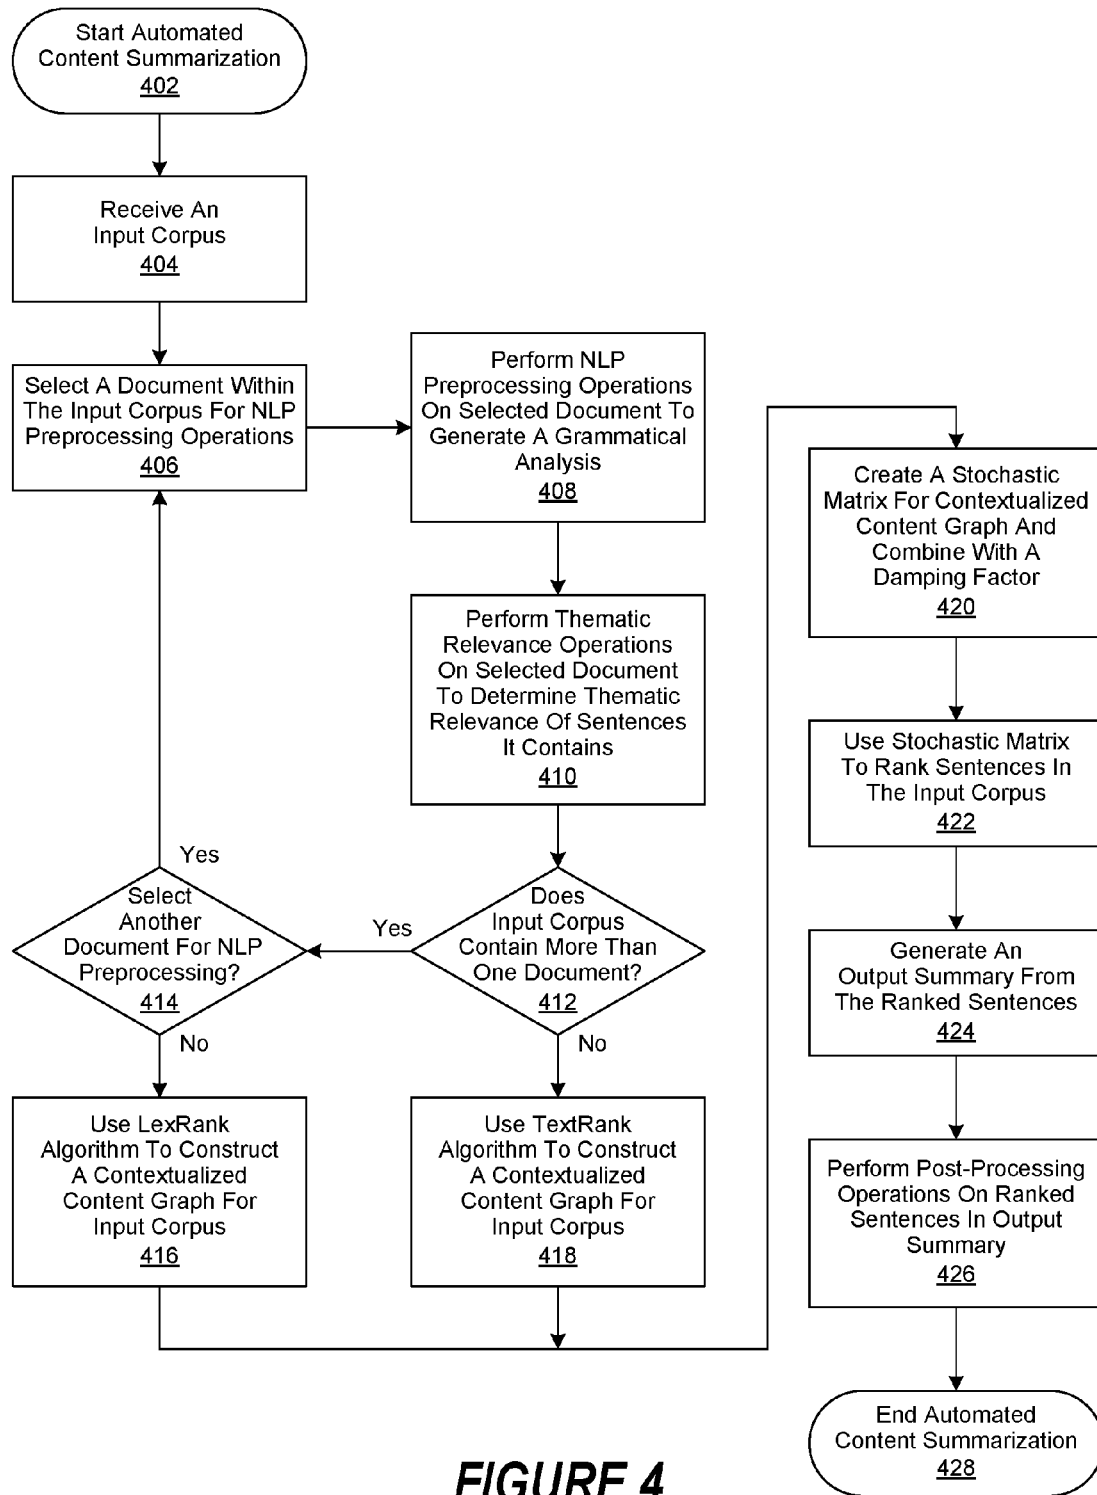 Start Automated
Content Summarization
402
Receive An
Input Corpus
404
Select A Document Within
The Input Corpus For NLP
Preprocessing Operations
406
Perform NLP
Preprocessing Operations
On Selected Document To
Generate A Grammatical
Analysis
408
Perform Thematic
Relevance Operations
On Selected Document
To Determine Thematic
Relevance Of Sentences
It Contains
410
Does
Input Corpus
Contain More Than
One Document?
412
Yes
No
Select
Another
Document For NLP
Preprocessing?
414
Yes
No
Use LexRank
Algorithm To Construct
A Contextualized
Content Graph For
Input Corpus
416
Use TextRank
Algorithm To Construct
A Contextualized
Content Graph For
Input Corpus
418
Create A Stochastic
Matrix For Contextualized
Content Graph And
Combine With A
Damping Factor
420
Use Stochastic Matrix
To Rank Sentences In
The Input Corpus
422
Generate An
Output Summary From
The Ranked Sentences
424
Perform Post-Processing
Operations On Ranked
Sentences In Output
Summary
426
End Automated
Content Summarization
428
FIGURE 4